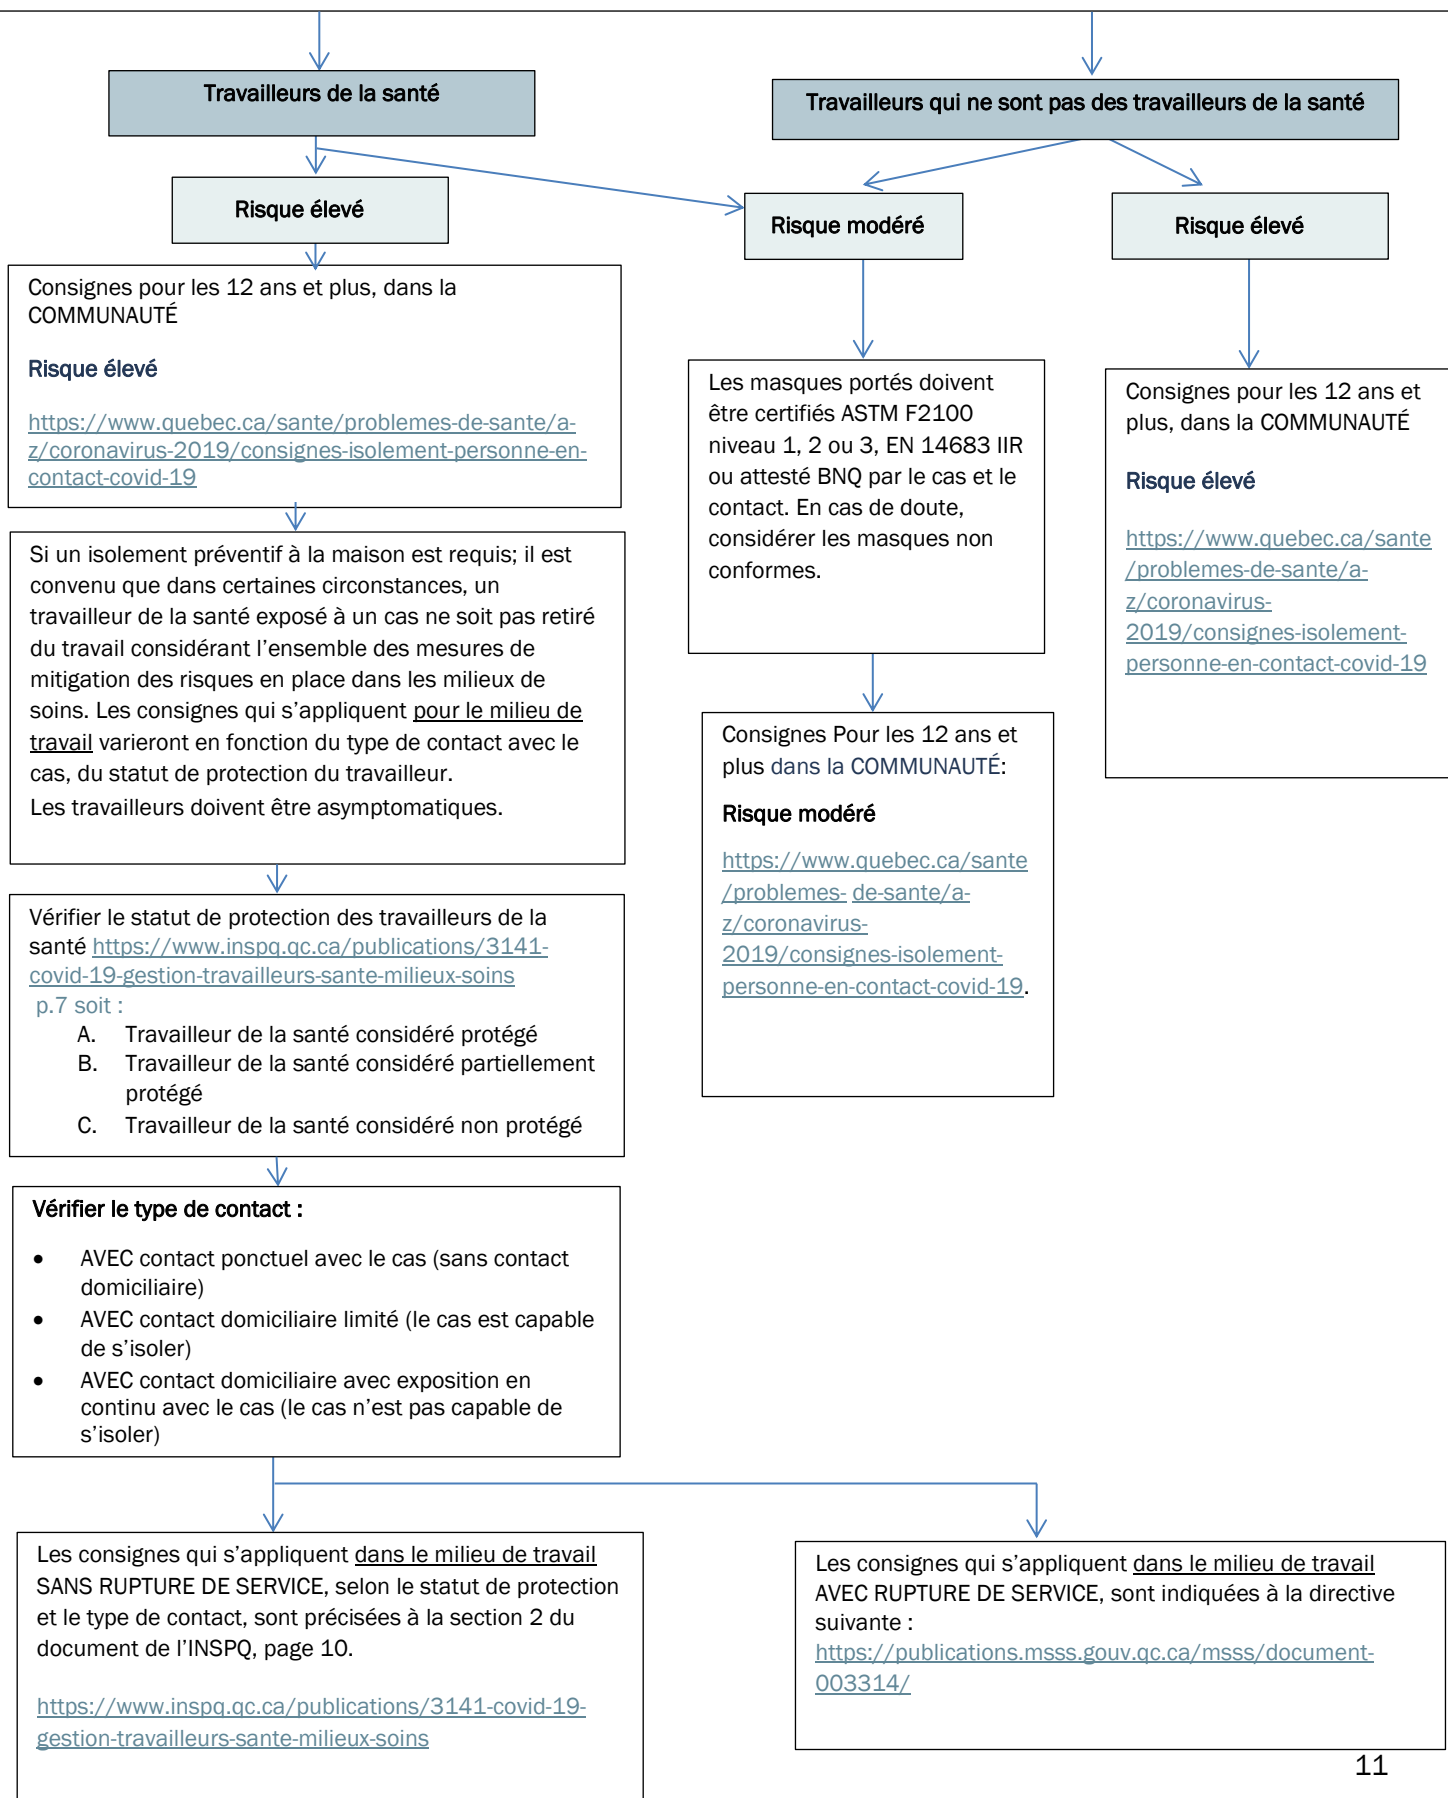 Travailleurs de la santé
Travailleurs qui ne sont pas des travailleurs de la santé
Risque élevé
Risque modéré
Risque élevé
Consignes pour les 12 ans et plus, dans la
COMMUNAUTÉ
Risque élevé
https://www.quebec.ca/sante/problemes-de-sante/a-
z/coronavirus-2019/consignes-isolement-personne-en-
contact-covid-19
Si un isolement préventif à la maison est requis; il est
convenu que dans certaines circonstances, un
travailleur de la santé exposé à un cas ne soit pas retiré
du travail considérant l’ensemble des mesures de
mitigation des risques en place dans les milieux de
soins. Les consignes qui s’appliquent pour le milieu de
travail varieront en fonction du type de contact avec le
cas, du statut de protection du travailleur.
Les travailleurs doivent être asymptomatiques.
Vérifier le statut de protection des travailleurs de la
santé https://www.inspq.qc.ca/publications/3141-
covid-19-gestion-travailleurs-sante-milieux-soins
p.7 soit :
A. Travailleur de la santé considéré protégé
B. Travailleur de la santé considéré partiellement
protégé
C. Travailleur de la santé considéré non protégé
Vérifier le type de contact :
• AVEC contact ponctuel avec le cas (sans contact
domiciliaire)
• AVEC contact domiciliaire limité (le cas est capable
de s’isoler)
• AVEC contact domiciliaire avec exposition en
continu avec le cas (le cas n’est pas capable de
s’isoler)
Les masques portés doivent
être certifiés ASTM F2100
niveau 1, 2 ou 3, EN 14683 IIR
ou attesté BNQ par le cas et le
contact. En cas de doute,
considérer les masques non
conformes.
Consignes Pour les 12 ans et
plus dans la COMMUNAUTÉ:
Risque modéré
https://www.quebec.ca/sante
/problemes- de-sante/a-
z/coronavirus-
2019/consignes-isolement-
personne-en-contact-covid-19.
Consignes pour les 12 ans et
plus, dans la COMMUNAUTÉ
Risque élevé
https://www.quebec.ca/sante
/problemes-de-sante/a-
z/coronavirus-
2019/consignes-isolement-
personne-en-contact-covid-19
Les consignes qui s’appliquent dans le milieu de travail
SANS RUPTURE DE SERVICE, selon le statut de protection
et le type de contact, sont précisées à la section 2 du
document de l’INSPQ, page 10.
https://www.inspq.qc.ca/publications/3141-covid-19-
gestion-travailleurs-sante-milieux-soins
Les consignes qui s’appliquent dans le milieu de travail
AVEC RUPTURE DE SERVICE, sont indiquées à la directive
suivante :
https://publications.msss.gouv.qc.ca/msss/document-
003314/
11